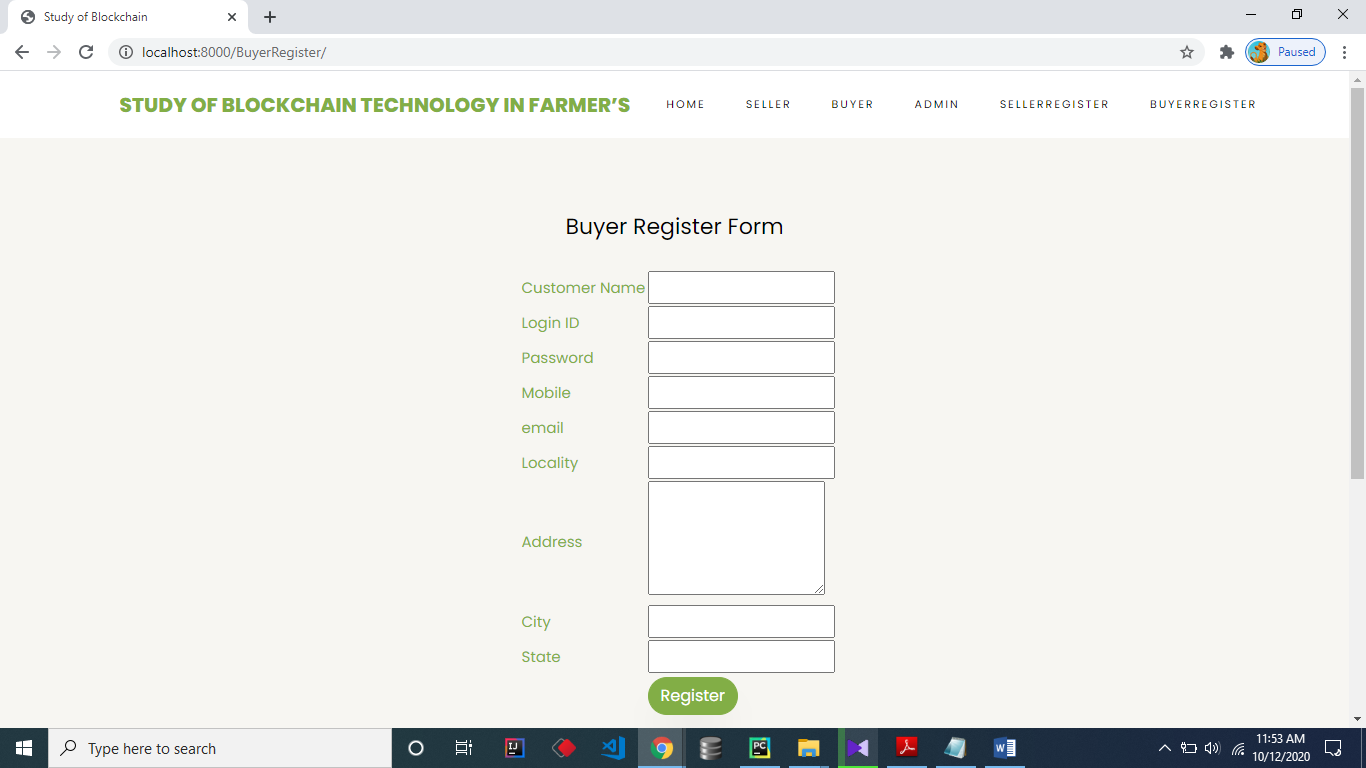 Study of Blockchain
localhost:8000/BuyerRegister/
Paused
STUDY OF BLOCKCHAIN TECHNOLOGY IN FARMER’S HOME SELLER BUYER ADMIN SELLERREGISTER BUYERREGISTER
Buyer Register Form
Customer Name
Login ID
Password
Mobile
email
Locality
Address
City
State
Register
Type here to search
IJ
PC
11:53 AM
10/12/2020